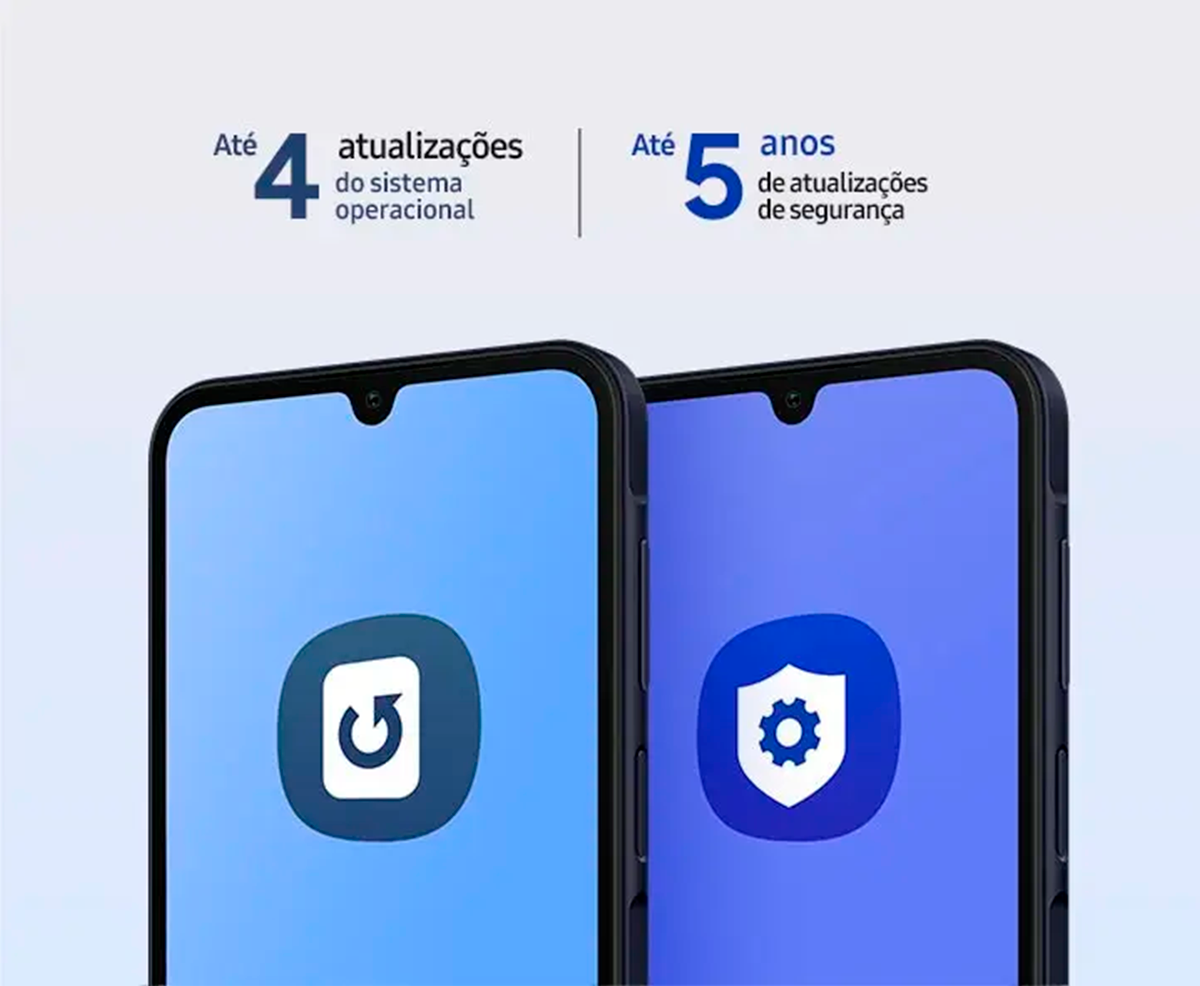 Até 4 atualizações
do sistema
operacional
Até 5 anos
de atualizações
de segurança